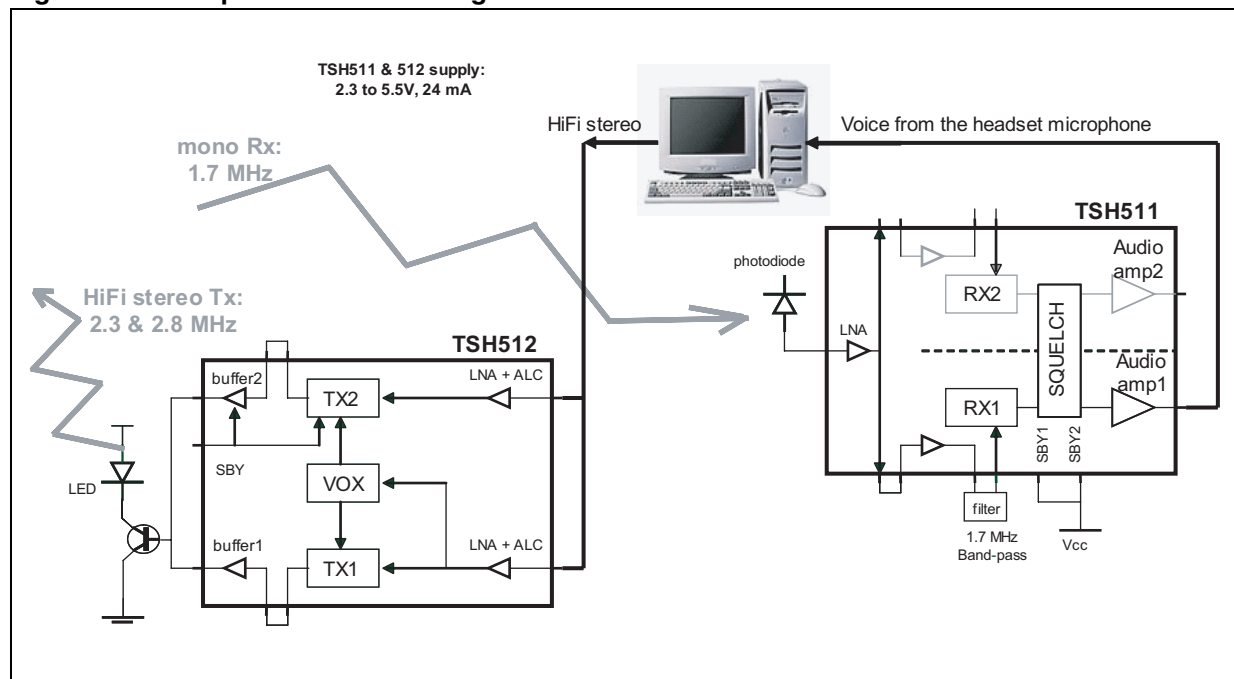 TSH511 & 512 supply:
2.3 to 5.5V, 24 mA
HiFi stereo
Voice from the headset microphone
mono Rx:
1.7 MHz
TSH511
Audio
amp2
photodiode
RX2
HiFi stereo Tx:
2.3 & 2.8 MHz
LNA
SQUELCH
TSH512
Audio
amp1
buffer2
LNA + ALC
TX2
RX1
SBY1
SBY2
SBY
LED
VOX
filter
buffer1
LNA + ALC
1.7 MHz
Band-pass
Vcc
TX1